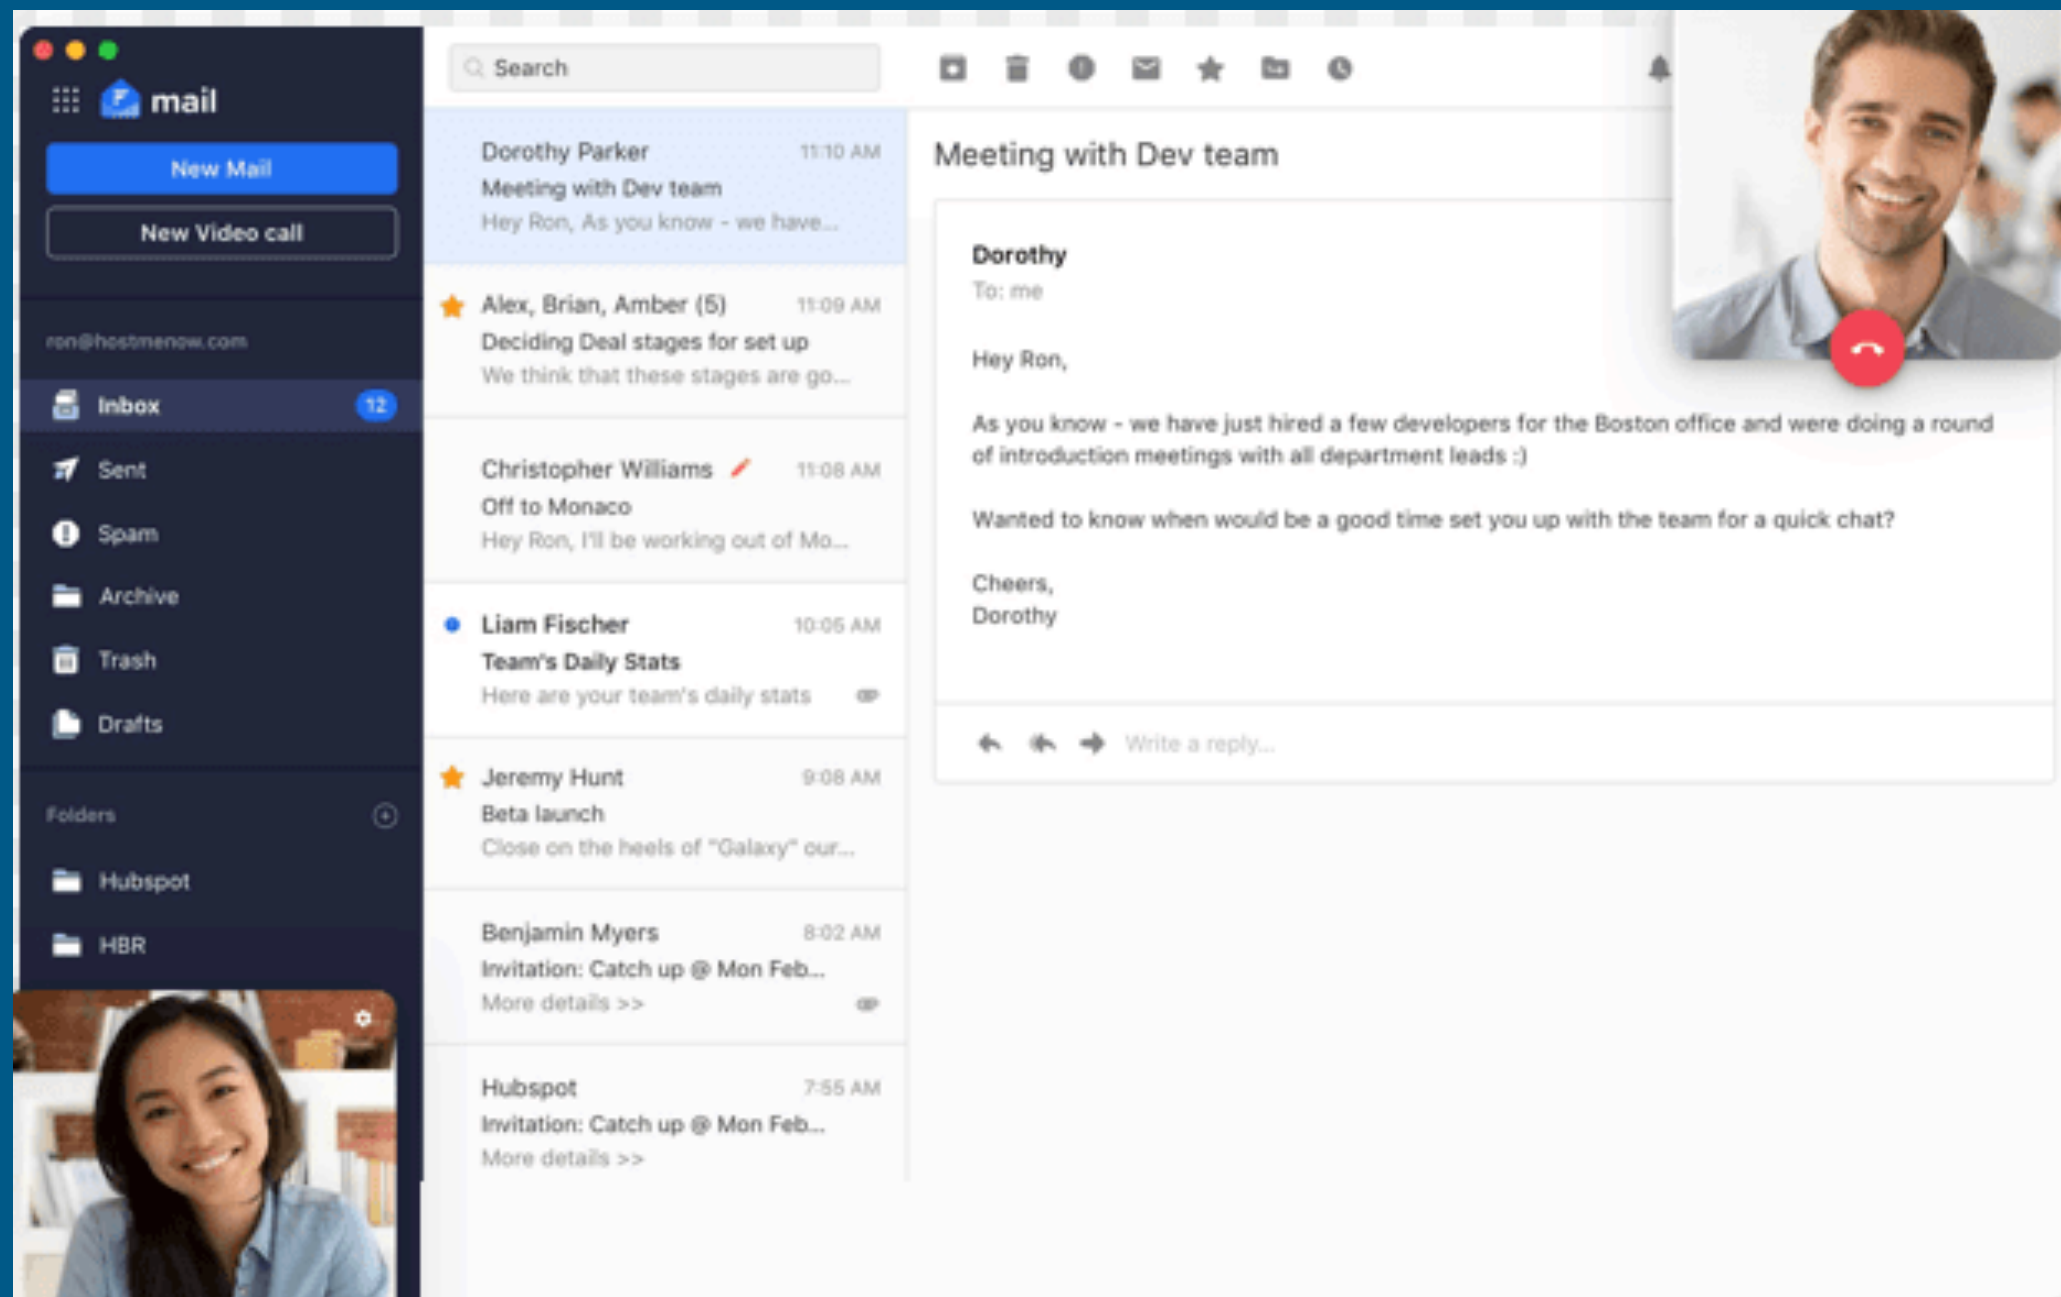 mail
New Mail
New Video call
ron@hostmenow.com
Inbox 12
Sent
Spam
Archive
Trash
Drafts
Folders
Hubspot
HBR
Search
Dorothy Parker 11:10 AM
Meeting with Dev team
Hey Ron, As you know - we have...
Alex, Brian, Amber (5) 11:09 AM
Deciding Deal stages for set up
We think that these stages are go...
Christopher Williams 11:08 AM
Off to Monaco
Hey Ron, I'll be working out of Mo...
Liam Fischer 10:05 AM
Team's Daily Stats
Here are your team's daily stats
Jeremy Hunt 9:08 AM
Beta launch
Close on the heels of "Galaxy" our...
Benjamin Myers 8:02 AM
Invitation: Catch up @ Mon Feb...
More details >>
Hubspot 7:55 AM
Invitation: Catch up @ Mon Feb...
More details >>
Meeting with Dev team
Dorothy
To: me
Hey Ron,
As you know - we have just hired a few developers for the Boston office and were doing a round
of introduction meetings with all department leads :)
Wanted to know when would be a good time set you up with the team for a quick chat?
Cheers,
Dorothy
Write a reply...